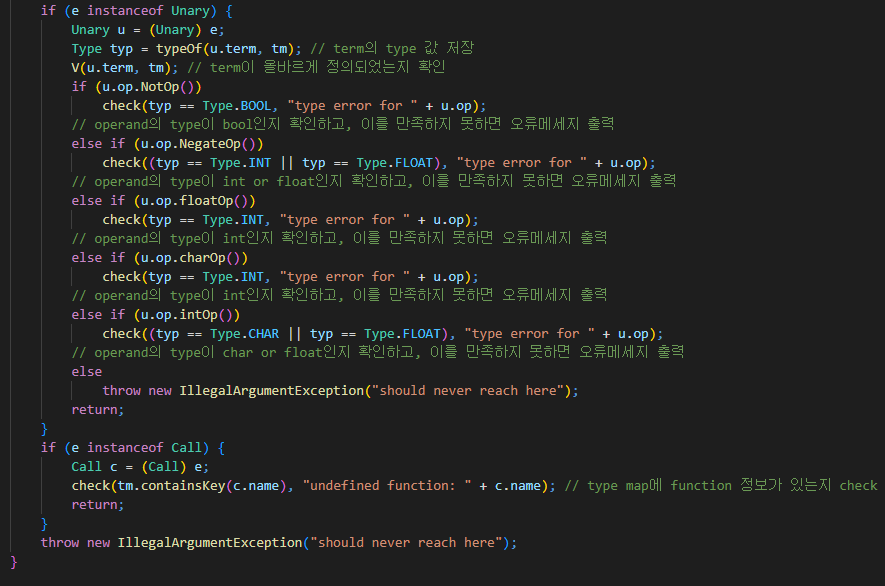 if (e instanceof Unary) {
Unary u = (Unary) e;
Type typ = typeOf(u.term, tm); // term의 type 값 저장
V(u.term, tm); // term이 올바르게 정의되었는지 확인
if (u.op.NotOp())
check(typ == Type.BOOL, "type error for " + u.op);
// operand의 type이 bool인지 확인하고, 이를 만족하지 못하면 오류메세지 출력
else if (u.op.NegateOp())
check((typ == Type.INT || typ == Type.FLOAT), "type error for " + u.op);
// operand의 type이 int or float인지 확인하고, 이를 만족하지 못하면 오류메세지 출력
else if (u.op.floatOp())
check(typ == Type.INT, "type error for " + u.op);
// operand의 type이 int인지 확인하고, 이를 만족하지 못하면 오류메세지 출력
else if (u.op.charOp())
check(typ == Type.INT, "type error for " + u.op);
// operand의 type이 int인지 확인하고, 이를 만족하지 못하면 오류메세지 출력
else if (u.op.intOp())
check((typ == Type.CHAR || typ == Type.FLOAT), "type error for " + u.op);
// operand의 type이 char or float인지 확인하고, 이를 만족하지 못하면 오류메세지 출력
else
throw new IllegalArgumentException("should never reach here");
return;
}
if (e instanceof Call) {
Call c = (Call) e;
check(tm.containsKey(c.name), "undefined function: " + c.name); // type map에 function 정보가 있는지 check
return;
}
throw new IllegalArgumentException("should never reach here");
}